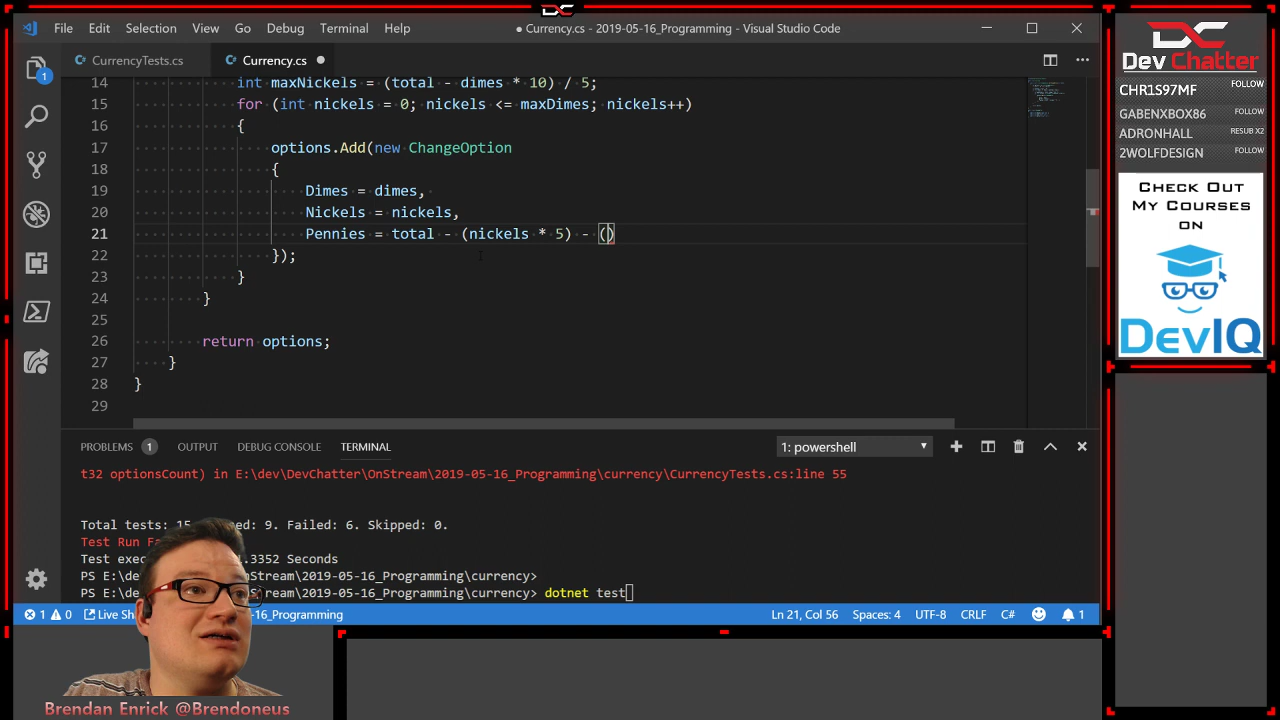 DC
File Edit Selection View Go Debug Terminal Help
● Currency.cs - 2019-05-16_Programming - Visual Studio Code
CurrencyTests.cs
Currency.cs
14 int maxNickels = (total - dimes * 10) / 5;
15 for (int nickels = 0; nickels <= maxDimes; nickels++)
16 {
17 options.Add(new ChangeOption
18 {
19 Dimes = dimes,
20 Nickels = nickels,
21 Pennies = total - (nickels * 5) - ()
22 });
23 }
24 }
25
26 return options;
27 }
28 }
29
1
PROBLEMS 1 OUTPUT DEBUG CONSOLE TERMINAL
1: powershell
t32 optionsCount) in E:\dev\DevChatter\OnStream\2019-05-16_Programming\currency\CurrencyTests.cs:line 55
Total tests: 15 ed: 9. Failed: 6. Skipped: 0.
Test Run F
Test exec .3352 Seconds
PS E:\de nStream\2019-05-16_Programming\currency>
PS E:\de nStream\2019-05-16_Programming\currency> dotnet test
1 0 Live Sh -16_Programming
Ln 21, Col 56 Spaces: 4 UTF-8 CRLF C# 1
Brendan Enrick @Brendoneus
DC
Dev Chatter
CHR1S97MF FOLLOW
GABENXBOX86 FOLLOW
ADRONHALL RESUB X2
2WOLFDESIGN FOLLOW
Check Out
My Courses
on
DevIQ